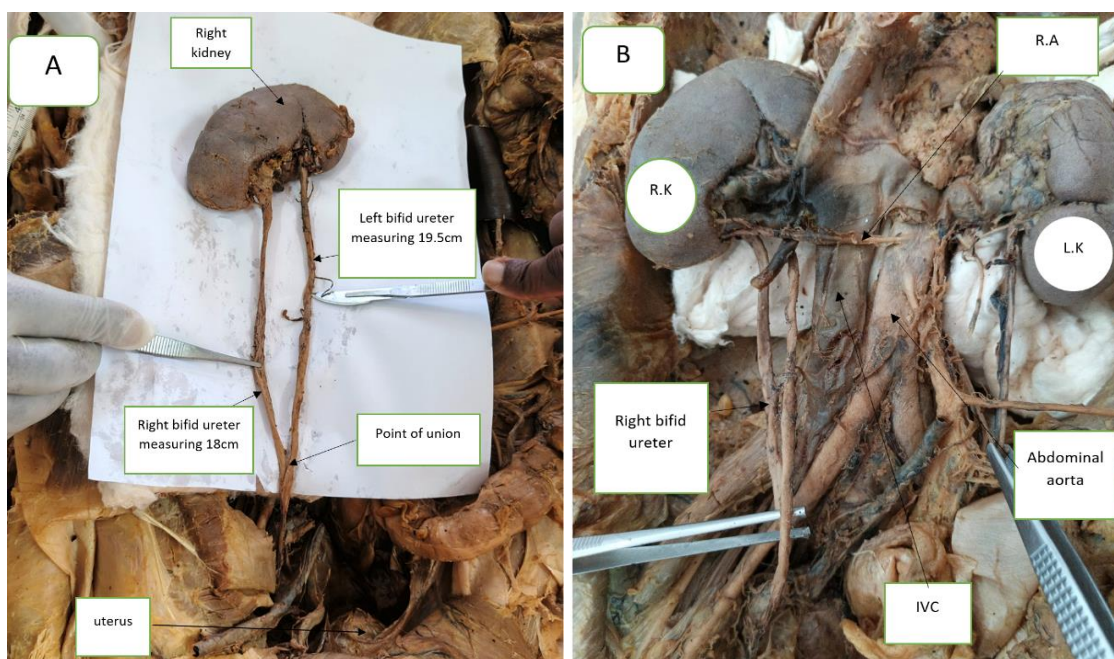 A
Right
kidney
Left bifid ureter
measuring 19.5cm
Right bifid ureter
measuring 18cm
Point of union
uterus
B
R.A
R.K
L.K
Right bifid
ureter
Abdominal
aorta
IVC